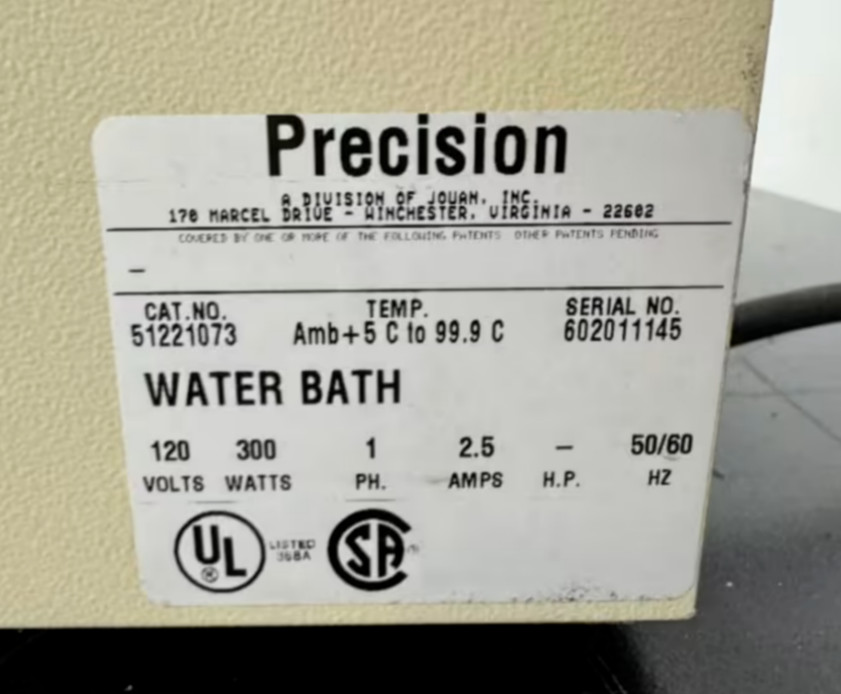 Precision
A DIVISION OF JOUAN, INC.
170 MARCEL DRIVE - WINCHESTER, VIRGINIA - 22602
COVERED BY ONE OR MORE OF THE FOLLOWING PATENTS OTHER PATENTS PENDING
-
CAT.NO. TEMP. SERIAL NO.
51221073 Amb+5 C to 99.9 C 602011145
WATER BATH
120 300 1 2.5 - 50/60
VOLTS WATTS PH. AMPS H.P. HZ
UL ® LISTED SA